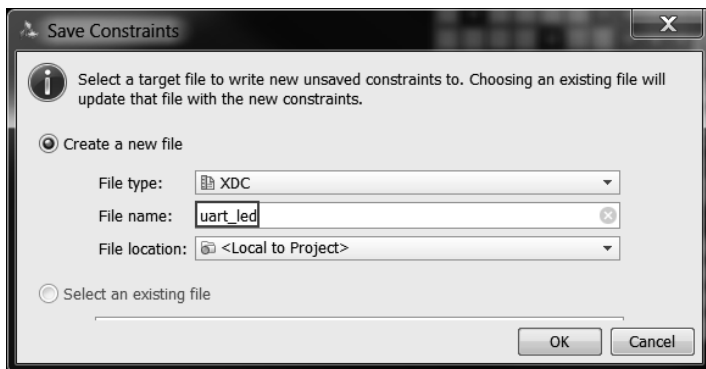 Save Constraints
X
Select a target file to write new unsaved constraints to. Choosing an existing file will
update that file with the new constraints.
Create a new file
File type: XDC
File name: uart_led
File location: <Local to Project>
Select an existing file
OK Cancel